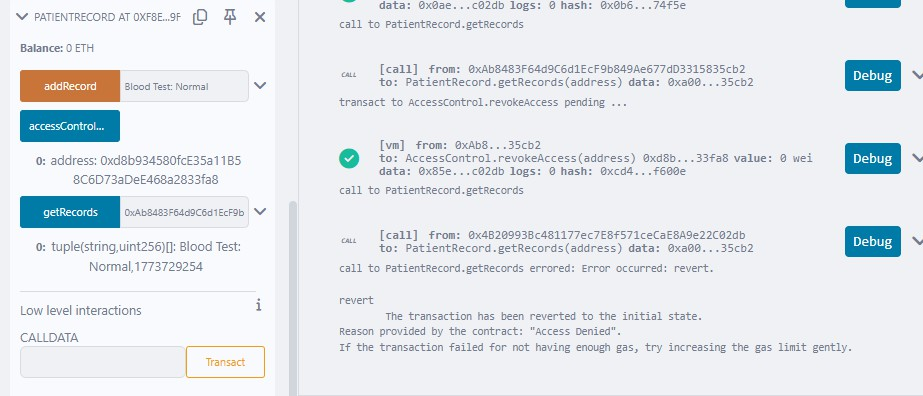 PATIENTRECORD AT 0XF8E...9F
Balance: 0 ETH
addRecord
Blood Test: Normal
accessControl...
0: address: 0xd8b934580fcE35a11B5
8C6D73aDeE468a2833fa8
getRecords
0xAb8483F64d9C6d1EcF9b
0: tuple(string,uint256)[]: Blood Test:
Normal,1773729254
Low level interactions
i
CALLDATA
Transact
data: 0x0ae...c02db logs: 0 hash: 0x0b6...74f5e
Debug
call to PatientRecord.getRecords
CALL
[call] from: 0xAb8483F64d9C6d1EcF9b849Ae677dD3315835cb2
to: PatientRecord.getRecords(address) data: 0xa00...35cb2
Debug
transact to AccessControl.revokeAccess pending ...
[vm] from: 0xAb8...35cb2
to: AccessControl.revokeAccess(address) 0xd8b...33fa8 value: 0 wei
data: 0x85e...c02db logs: 0 hash: 0xcd4...f600e
Debug
call to PatientRecord.getRecords
CALL
[call] from: 0x4B20993Bc481177ec7E8f571ceCaE8A9e22C02db
to: PatientRecord.getRecords(address) data: 0xa00...35cb2
Debug
call to PatientRecord.getRecords errored: Error occurred: revert.
revert
The transaction has been reverted to the initial state.
Reason provided by the contract: "Access Denied".
If the transaction failed for not having enough gas, try increasing the gas limit gently.